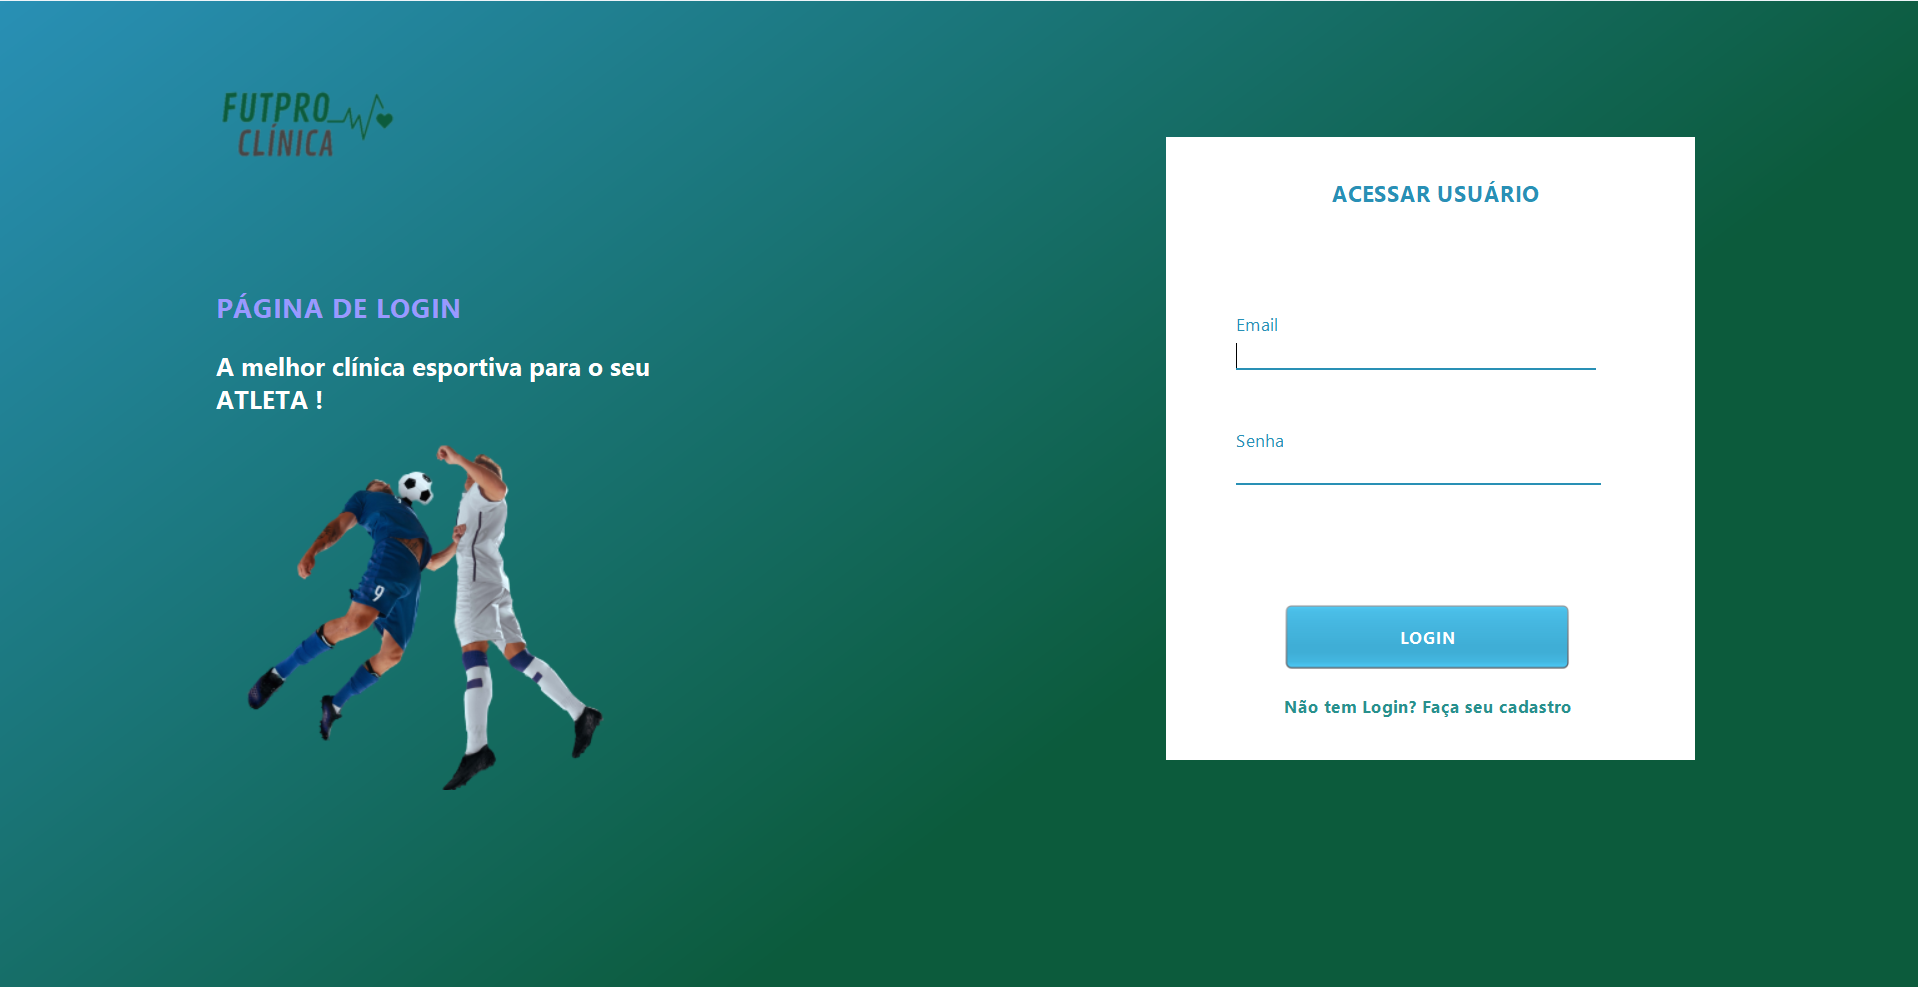 FUTPRO
CLÍNICA
PÁGINA DE LOGIN
A melhor clínica esportiva para o seu
ATLETA !
9
ACESSAR USUÁRIO
Email
Senha
LOGIN
Não tem Login? Faça seu cadastro